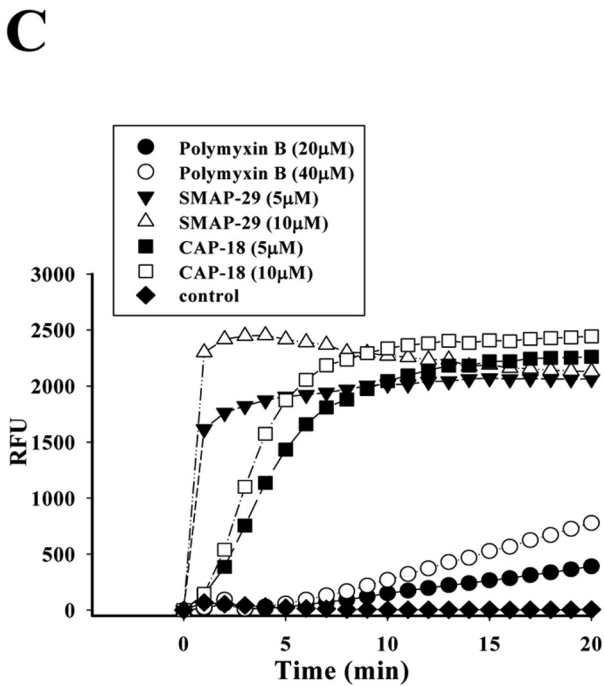 C
Polymyxin B (20μM)
Polymyxin B (40μM)
SMAP-29 (5μM)
SMAP-29 (10μM)
CAP-18 (5μM)
CAP-18 (10μM)
control
3000
2500
2000
1500
1000
500
0
RFU
0 5 10 15 20
Time (min)